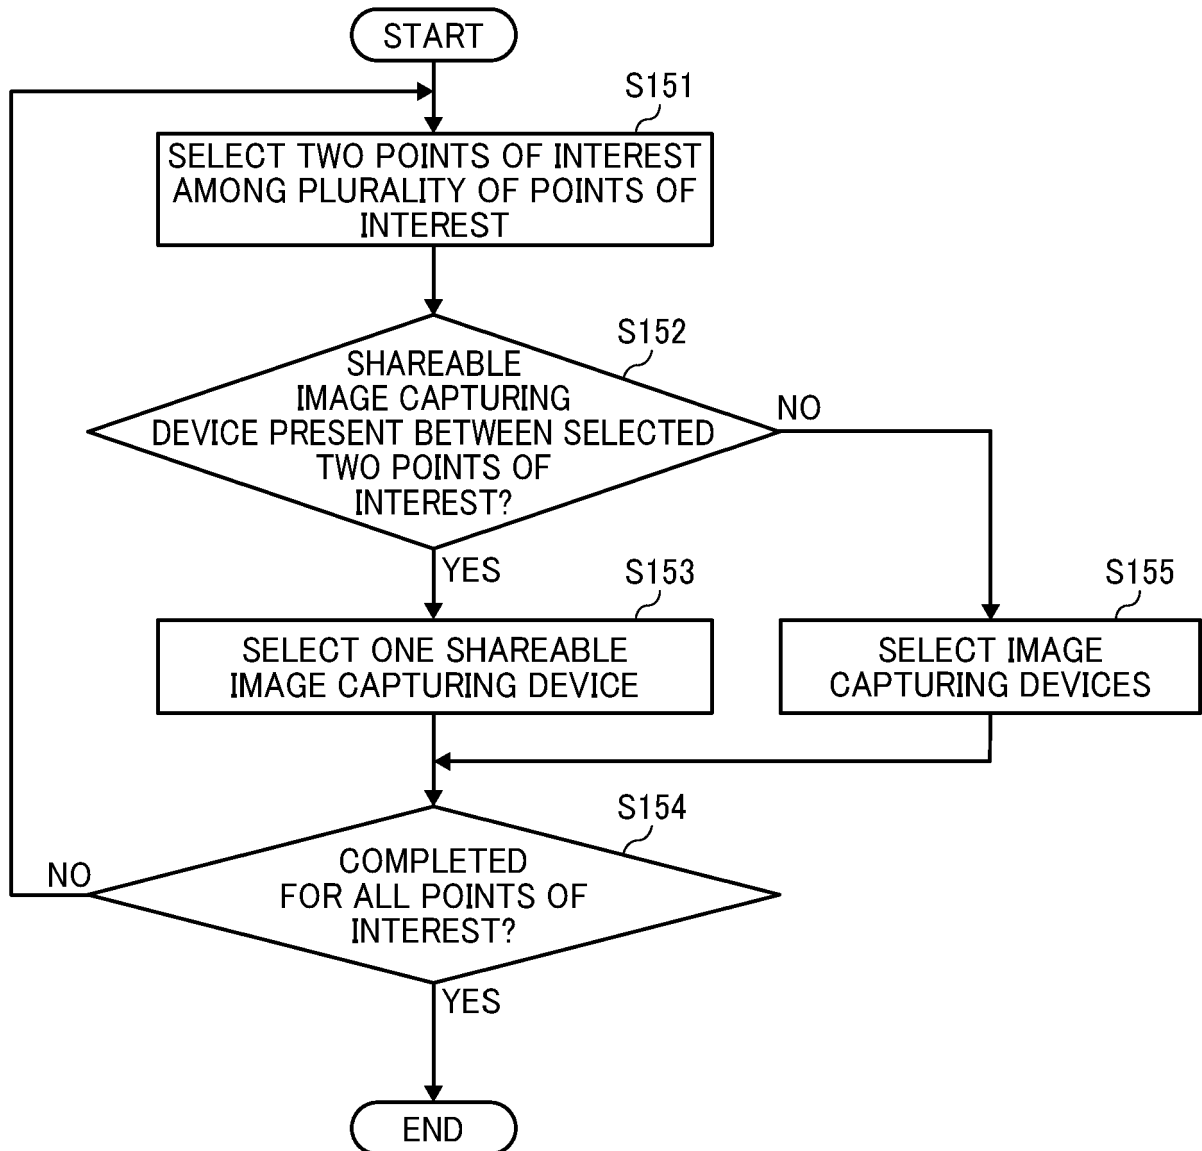 START
S151
SELECT TWO POINTS OF INTEREST
AMONG PLURALITY OF POINTS OF
INTEREST
S152
SHAREABLE
IMAGE CAPTURING
DEVICE PRESENT BETWEEN SELECTED
TWO POINTS OF
INTEREST?
NO
YES
S153
SELECT ONE SHAREABLE
IMAGE CAPTURING DEVICE
S155
SELECT IMAGE
CAPTURING DEVICES
S154
COMPLETED
FOR ALL POINTS OF
INTEREST?
NO
YES
END